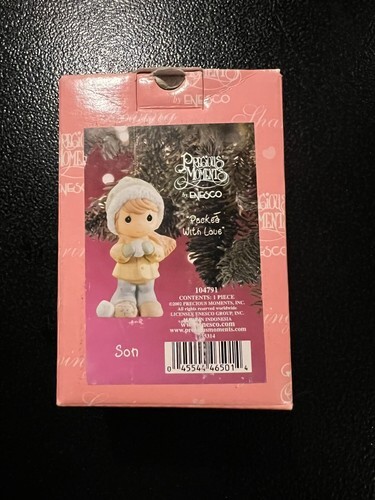 by ENESCO
PRECIOUS
MOMENTS
by ENESCO
"Packed
With Love"
104791
CONTENTS: 1 PIECE
©2002 PRECIOUS MOMENTS, INC.
All rights reserved worldwide
LICENSEE ENESCO GROUP, INC.
MADE IN INDONESIA
www.enesco.com
www.preciousmoments.com
Son
0 45544 46501 4